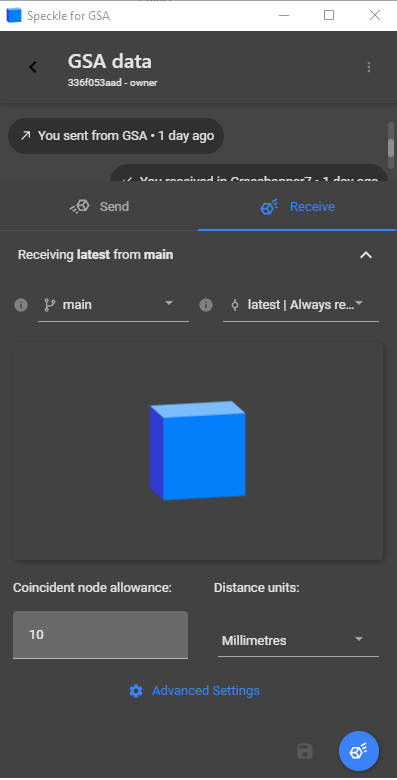 Speckle for GSA
GSA data
336f053aad - owner
You sent from GSA • 1 day ago
You received in Grasshopper7 • 1 day ago
Send
Receive
Receiving latest from main
main
latest | Always re...
Coincident node allowance:
Distance units:
10
Millimetres
Advanced Settings